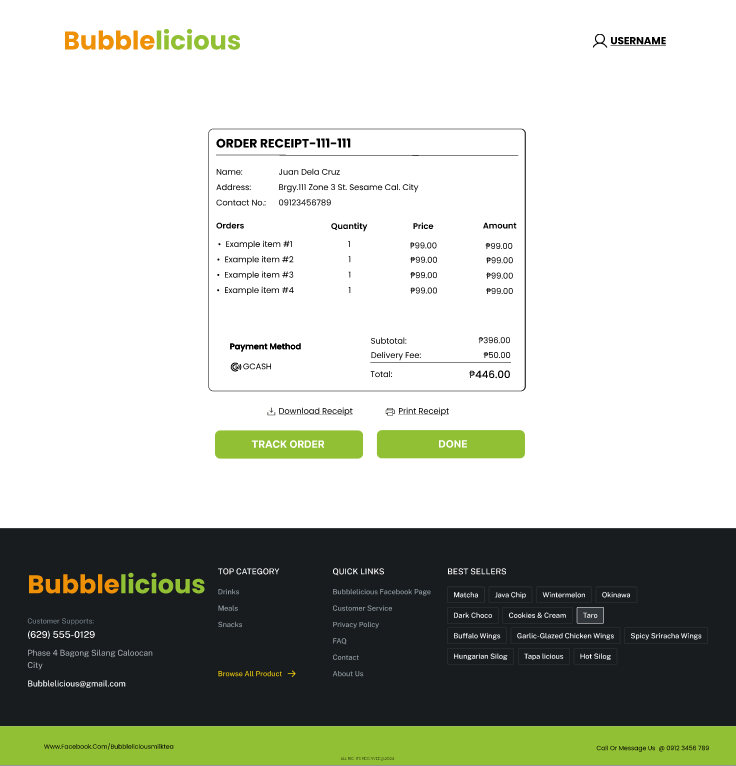 Bubblelicious
USERNAME
ORDER RECEIPT-111-111
Name: Juan Dela Cruz
Address: Brgy.111 Zone 3 St. Sesame Cal. City
Contact No.: 09123456789
Orders Quantity Price Amount
• Example item #1 1 ₱99.00 ₱99.00
• Example item #2 1 ₱99.00 ₱99.00
• Example item #3 1 ₱99.00 ₱99.00
• Example item #4 1 ₱99.00 ₱99.00
Payment Method
GCASH
Subtotal: ₱396.00
Delivery Fee: ₱50.00
Total: ₱446.00
Download Receipt Print Receipt
TRACK ORDER DONE
Bubblelicious
Customer Supports:
(629) 555-0129
Phase 4 Bagong Silang Caloocan
City
Bubblelicious@gmail.com
TOP CATEGORY
Drinks
Meals
Snacks
Browse All Product →
QUICK LINKS
Bubblelicious Facebook Page
Customer Service
Privacy Policy
FAQ
Contact
About Us
BEST SELLERS
Matcha Java Chip Wintermelon Okinawa
Dark Choco Cookies & Cream Taro
Buffalo Wings Garlic-Glazed Chicken Wings Spicy Sriracha Wings
Hungarian Silog Tapa licious Hot Silog
Www.Facebook.Com/Bubbleliciousmilktea
Call Or Message Us @ 0912 3456 789